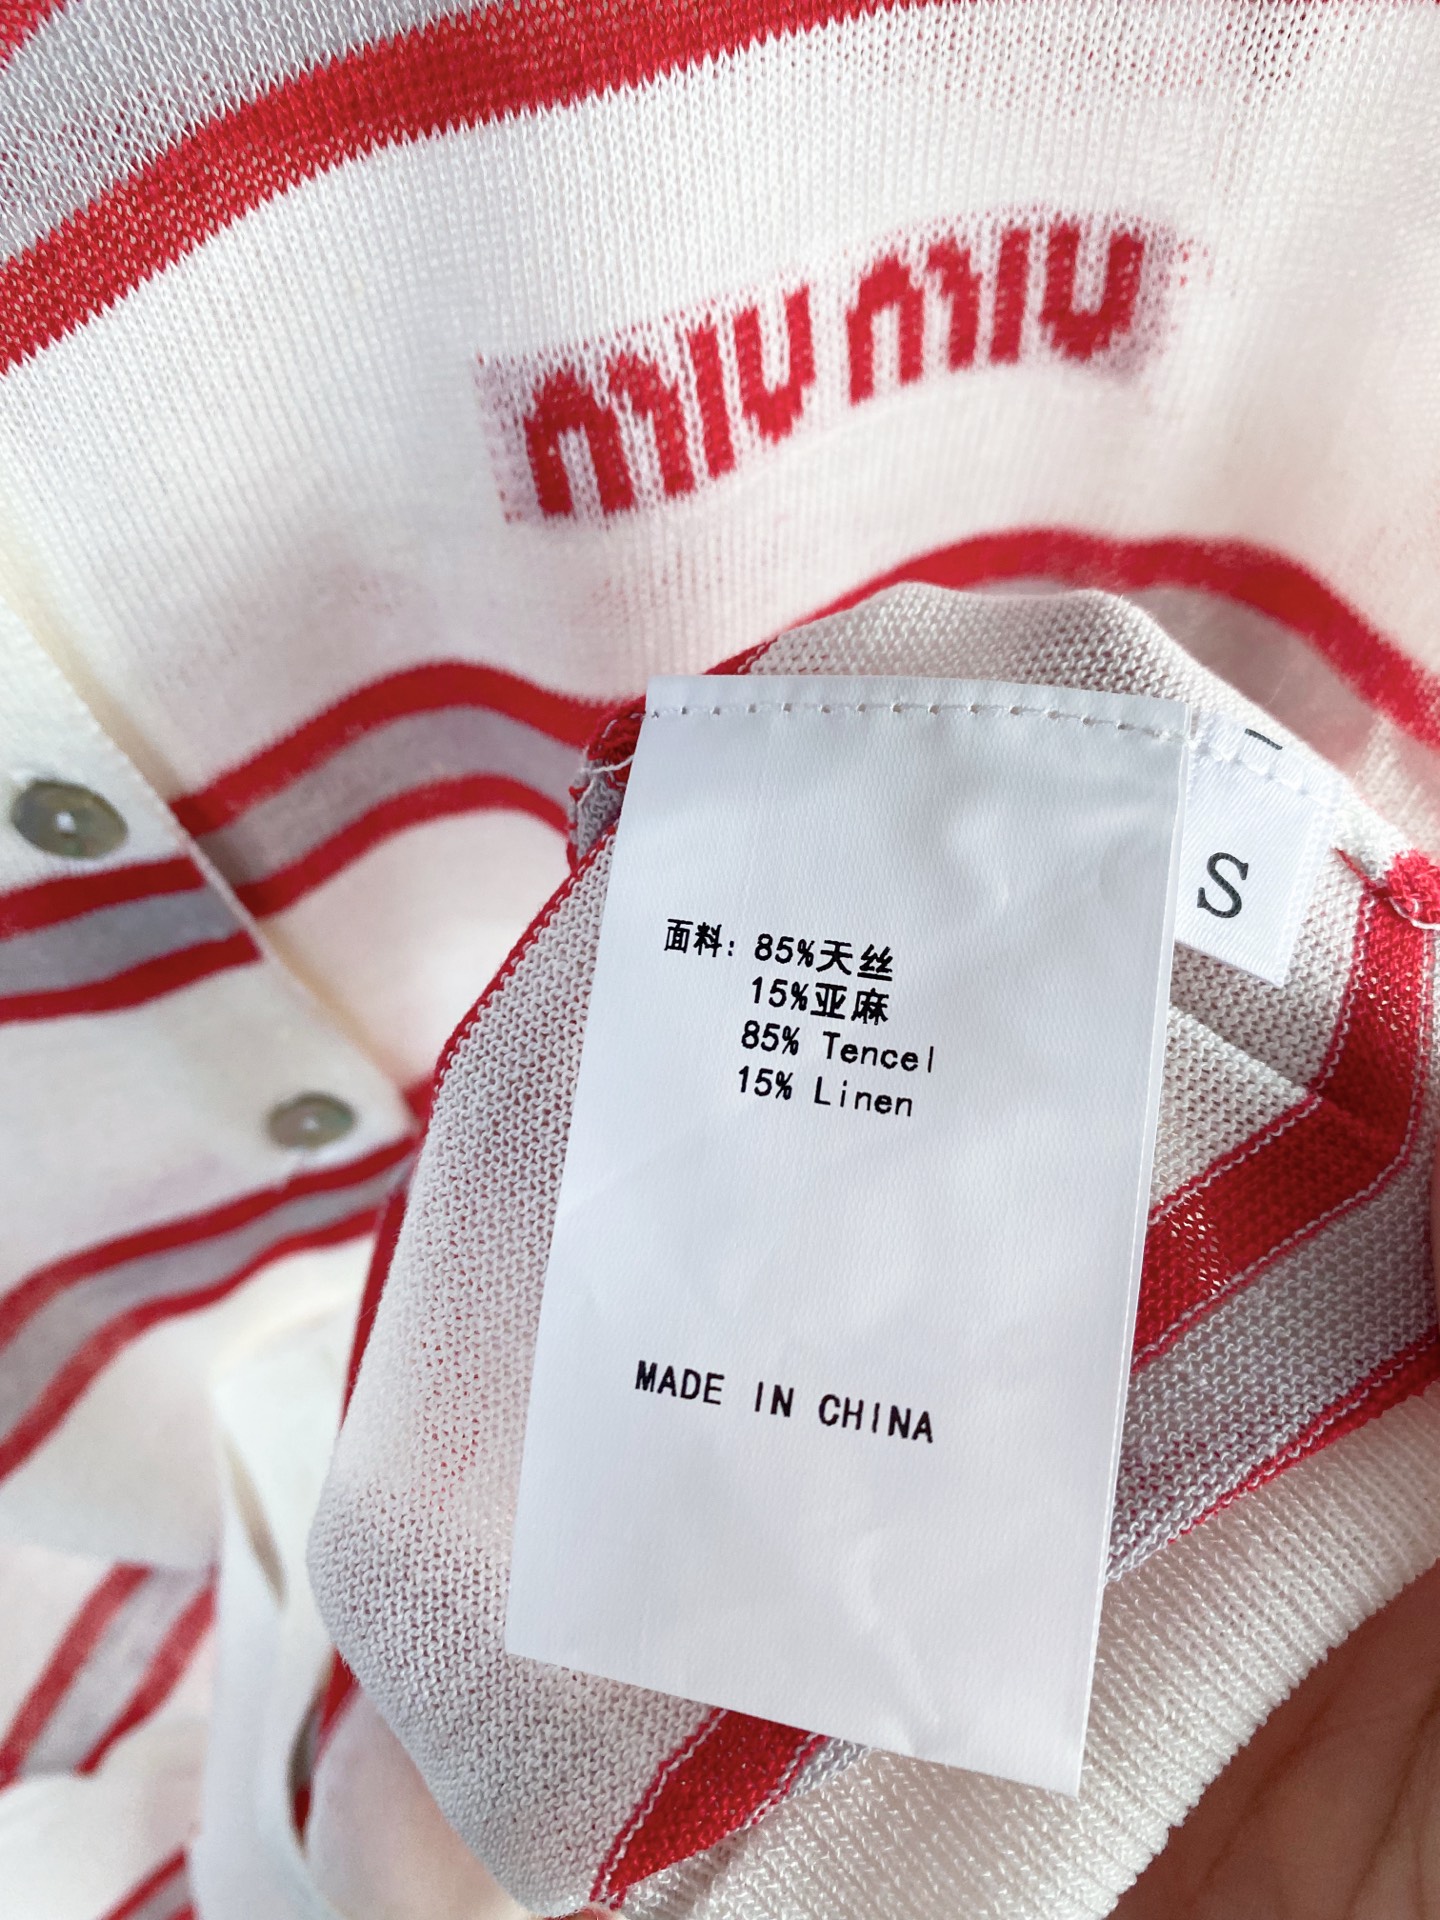 miu miu
S
面料: 85%天丝
15%亚麻
85% Tencel
15% Linen
MADE IN CHINA